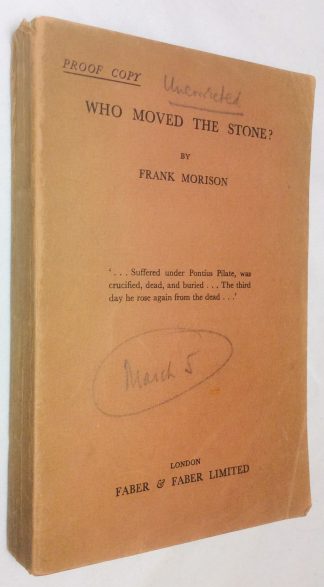 PROOF COPY
Uncorrected
WHO MOVED THE STONE?
BY
FRANK MORISON
‘. . . Suffered under Pontius Pilate, was
crucified, dead, and buried . . . The third
day he rose again from the dead . . .’
March 5
LONDON
FABER & FABER LIMITED